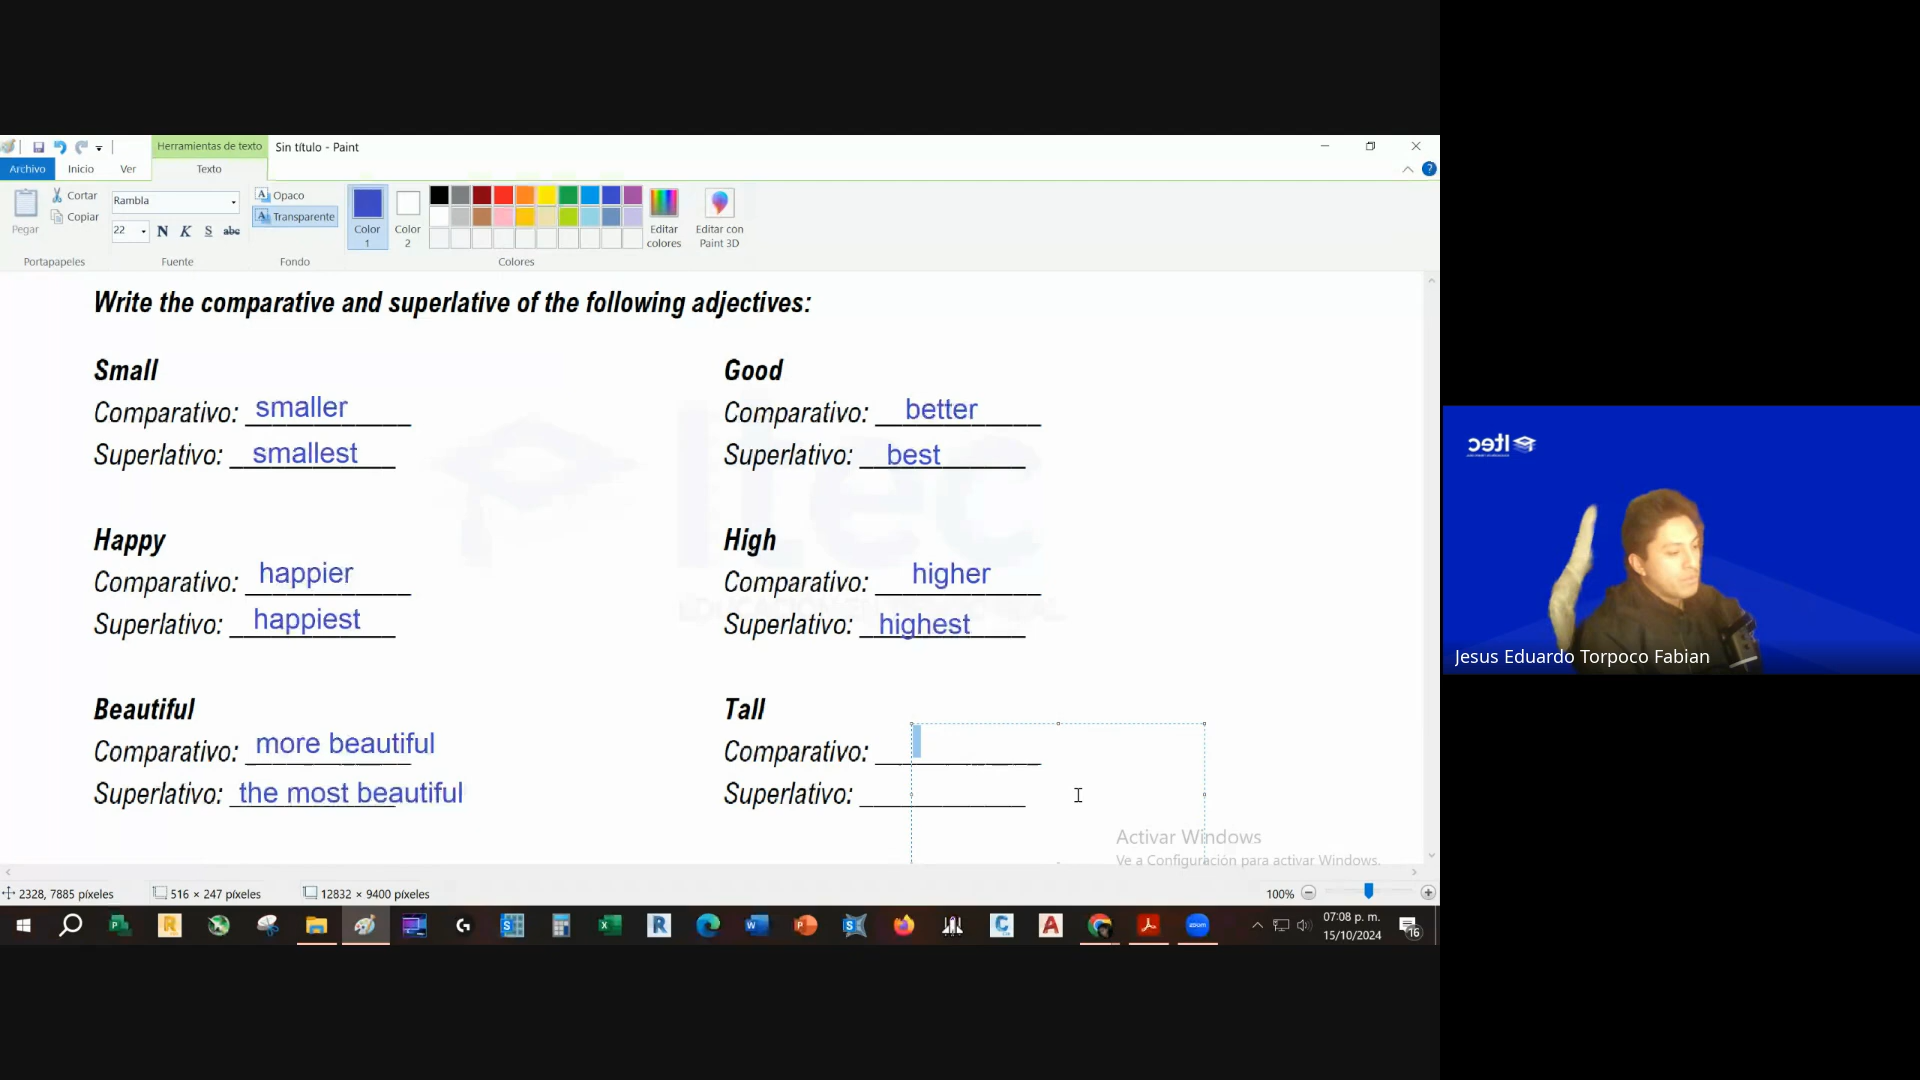 Herramientas de texto
Sin título - Paint
Archivo
Inicio
Ver
Texto
Pegar
Cortar
Copiar
Portapapeles
Rambla
22
N K S abc
Fuente
Opaco
Transparente
Fondo
Color 1
Color 2
Editar colores
Editar con Paint 3D
Colores
Write the comparative and superlative of the following adjectives:
Small
Comparativo: smaller
Superlativo: smallest
Happy
Comparativo: happier
Superlativo: happiest
Beautiful
Comparativo: more beautiful
Superlativo: the most beautiful
Good
Comparativo: better
Superlativo: best
High
Comparativo: higher
Superlativo: highest
Tall
Comparativo: ____________
Superlativo: ____________
Itec
Activar Windows
Ve a Configuración para activar Windows.
2328, 7885 píxeles
516 × 247 píxeles
12832 × 9400 píxeles
100%
07:08 p. m.
15/10/2024
16
zoom
Itec
Jesus Eduardo Torpoco Fabian